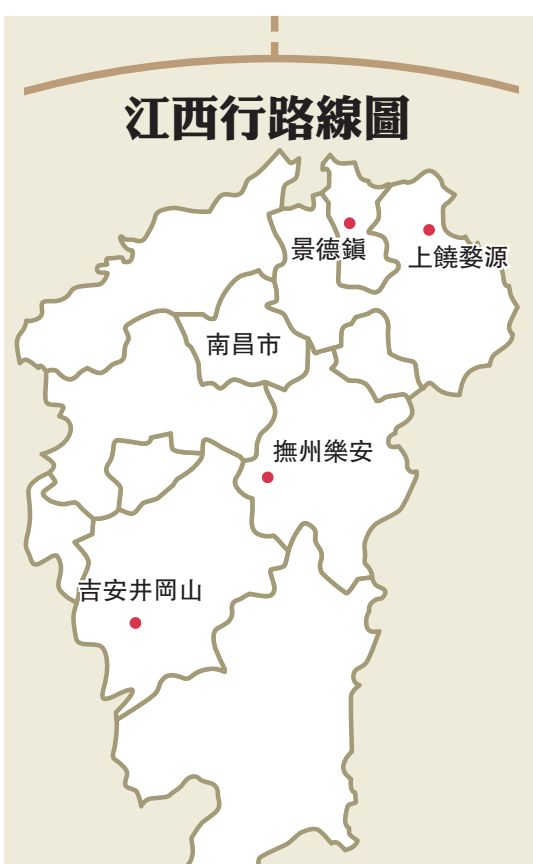 江西行路線圖
景德鎮
上饒婺源
南昌市
撫州樂安
吉安井岡山